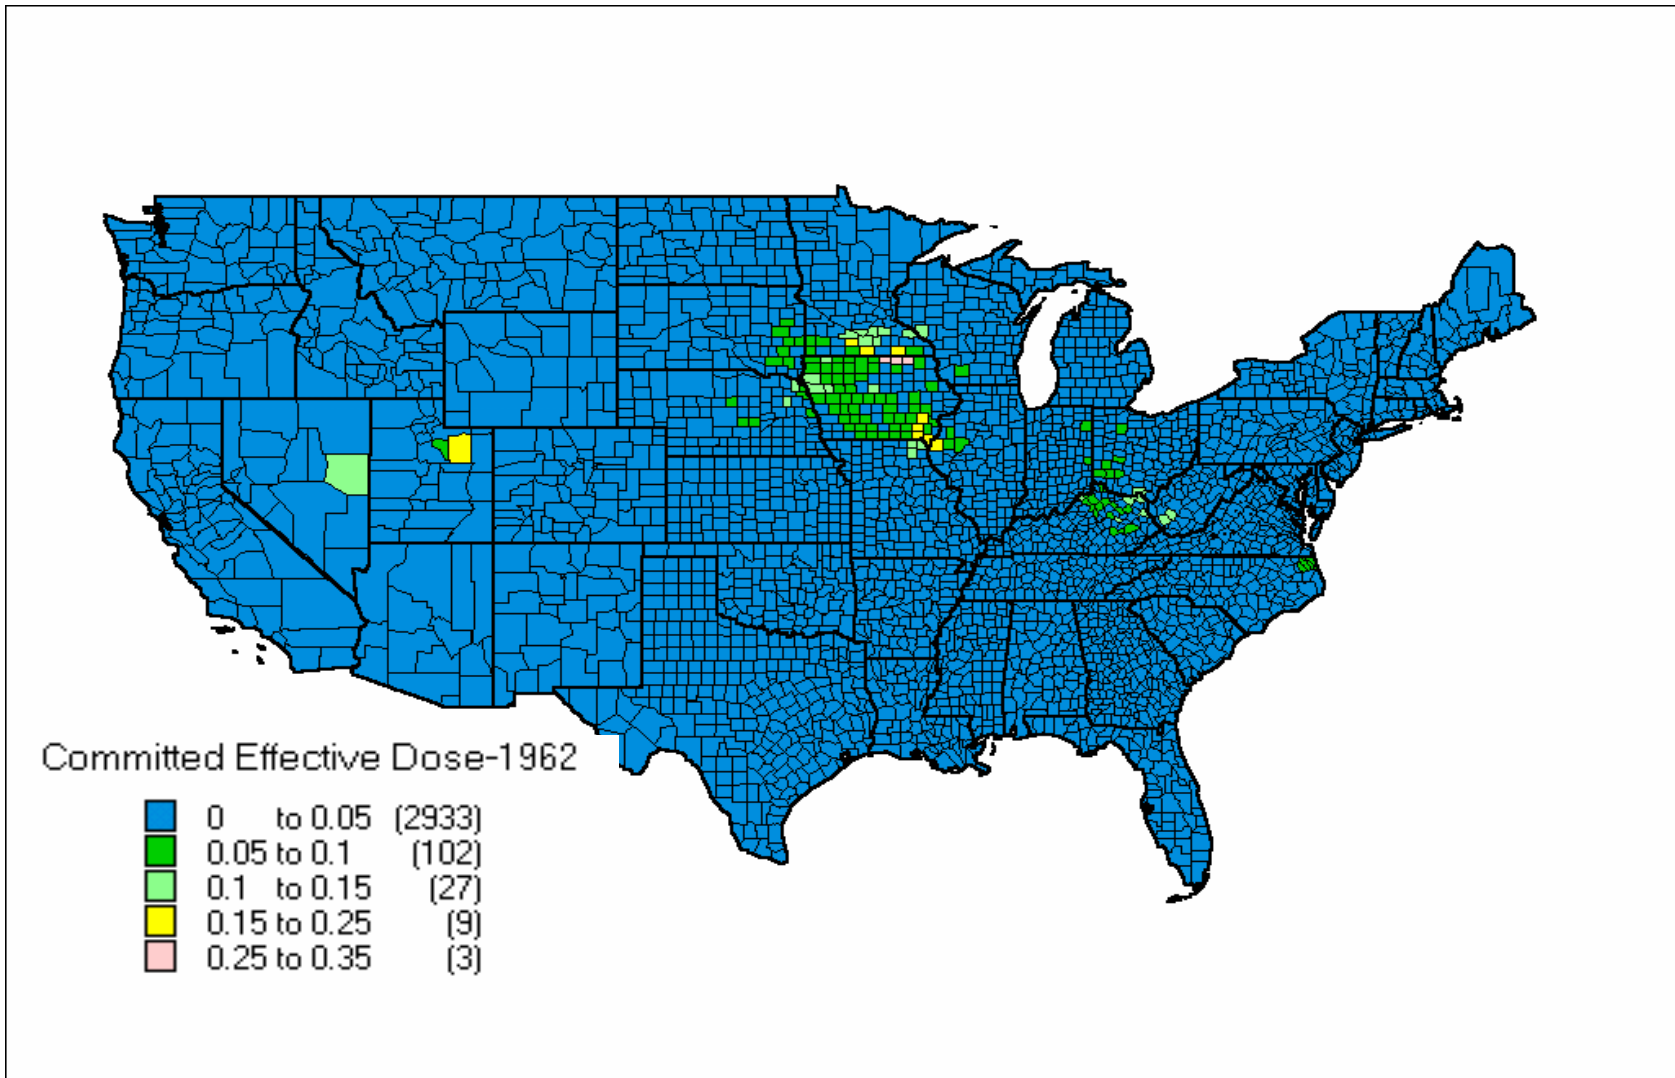 Committed Effective Dose-1962
0 to 0.05 (2933)
0.05 to 0.1 (102)
0.1 to 0.15 (27)
0.15 to 0.25 (9)
0.25 to 0.35 (3)